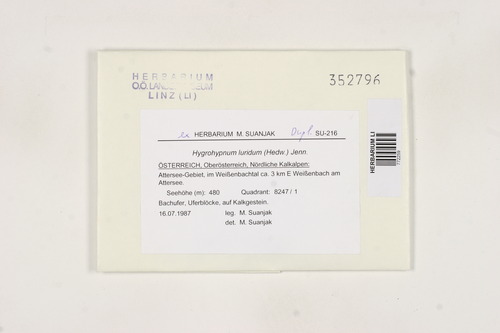 HERBARIUM
O.Ö. LANDESMUSEUM
LINZ (LI)
352796
ex HERBARIUM M. SUANJAK Dupl. SU-216
Hygrohypnum luridum (Hedw.) Jenn.
ÖSTERREICH, Oberösterreich, Nördliche Kalkalpen:
Attersee-Gebiet, im Weißenbachtal ca. 3 km E Weißenbach am
Attersee.
Seehöhe (m): 480 Quadrant: 8247 / 1
Bachufer, Uferblöcke, auf Kalkgestein.
16.07.1987 leg. M. Suanjak
det. M. Suanjak
HERBARIUM LI